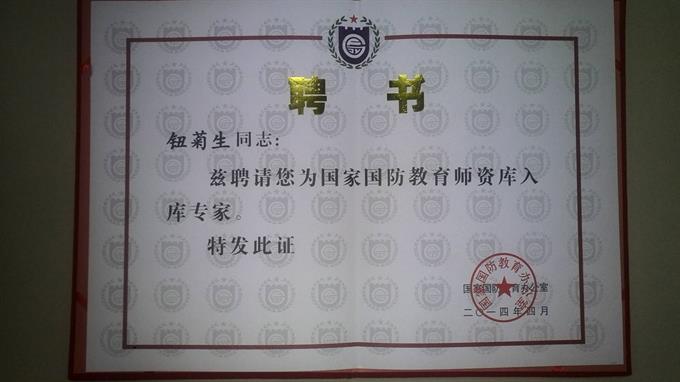 聘书
钮菊生同志：
兹聘请您为国家国防教育师资库入
库专家。
特发此证
国家国防教育办公室
二〇一四年四月